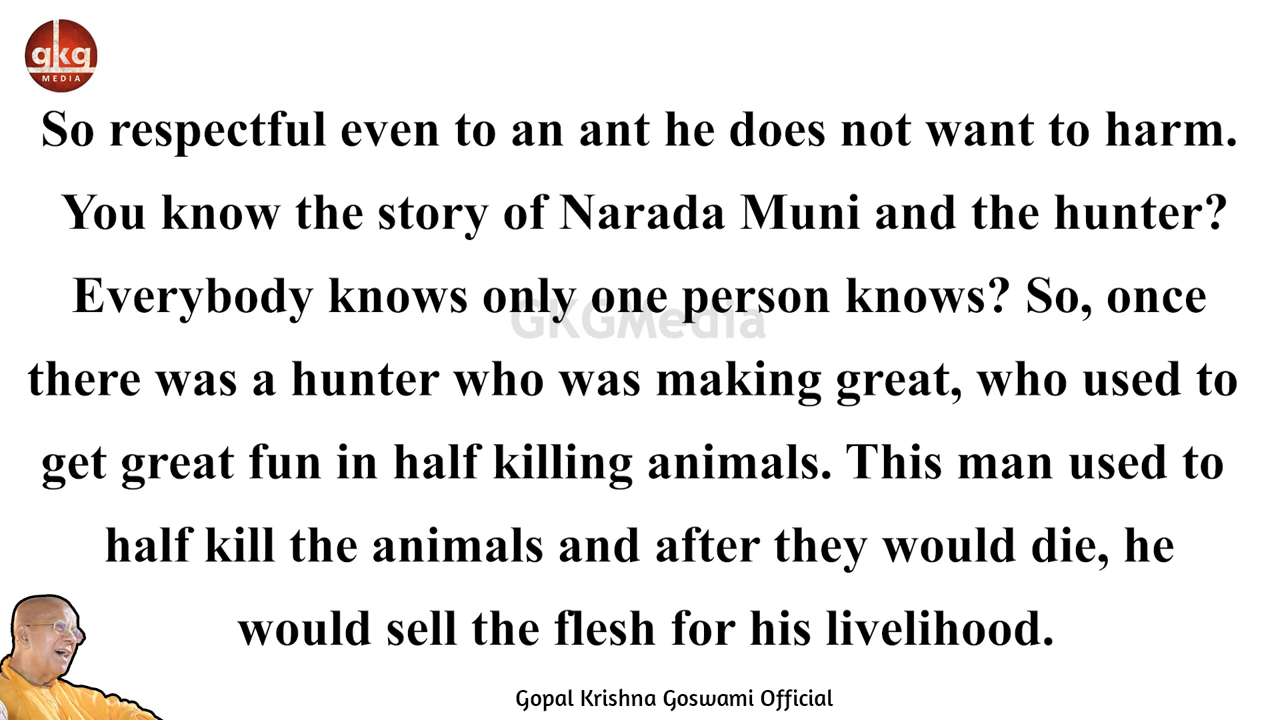 gkg
MEDIA
So respectful even to an ant he does not want to harm.
You know the story of Narada Muni and the hunter?
Everybody knows only one person knows? So, once
GKGMedia
there was a hunter who was making great, who used to
get great fun in half killing animals. This man used to
half kill the animals and after they would die, he
would sell the flesh for his livelihood.
Gopal Krishna Goswami Official